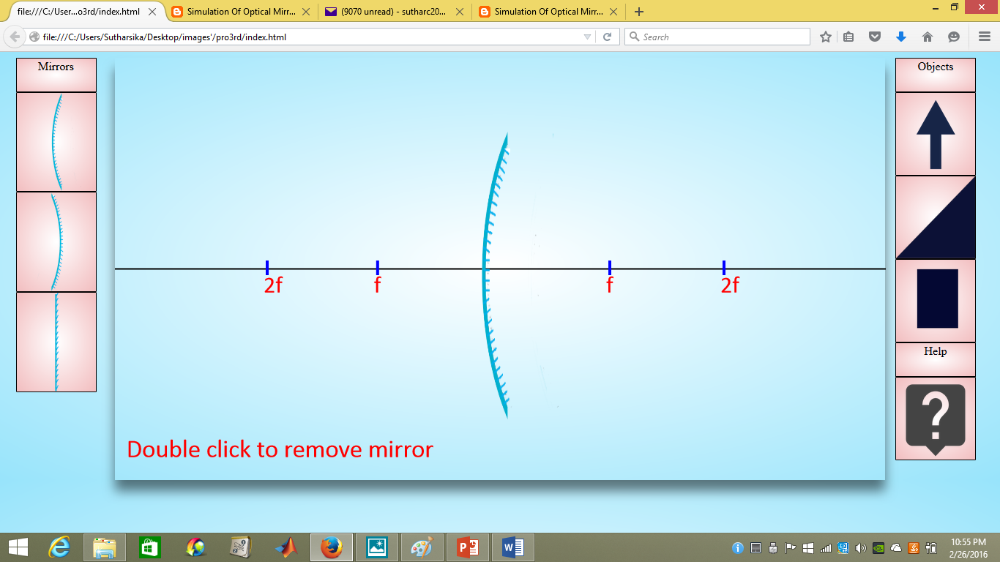 file:///C:/User...o3rd/index.html
Simulation Of Optical Mirr...
(9070 unread) - sutharc20...
Simulation Of Optical Mirr...
file:///C:/Users/Sutharsika/Desktop/images'/pro3rd/index.html
Search
Mirrors
Objects
2f
f
f
2f
Help
?
Double click to remove mirror
10:55 PM
2/26/2016